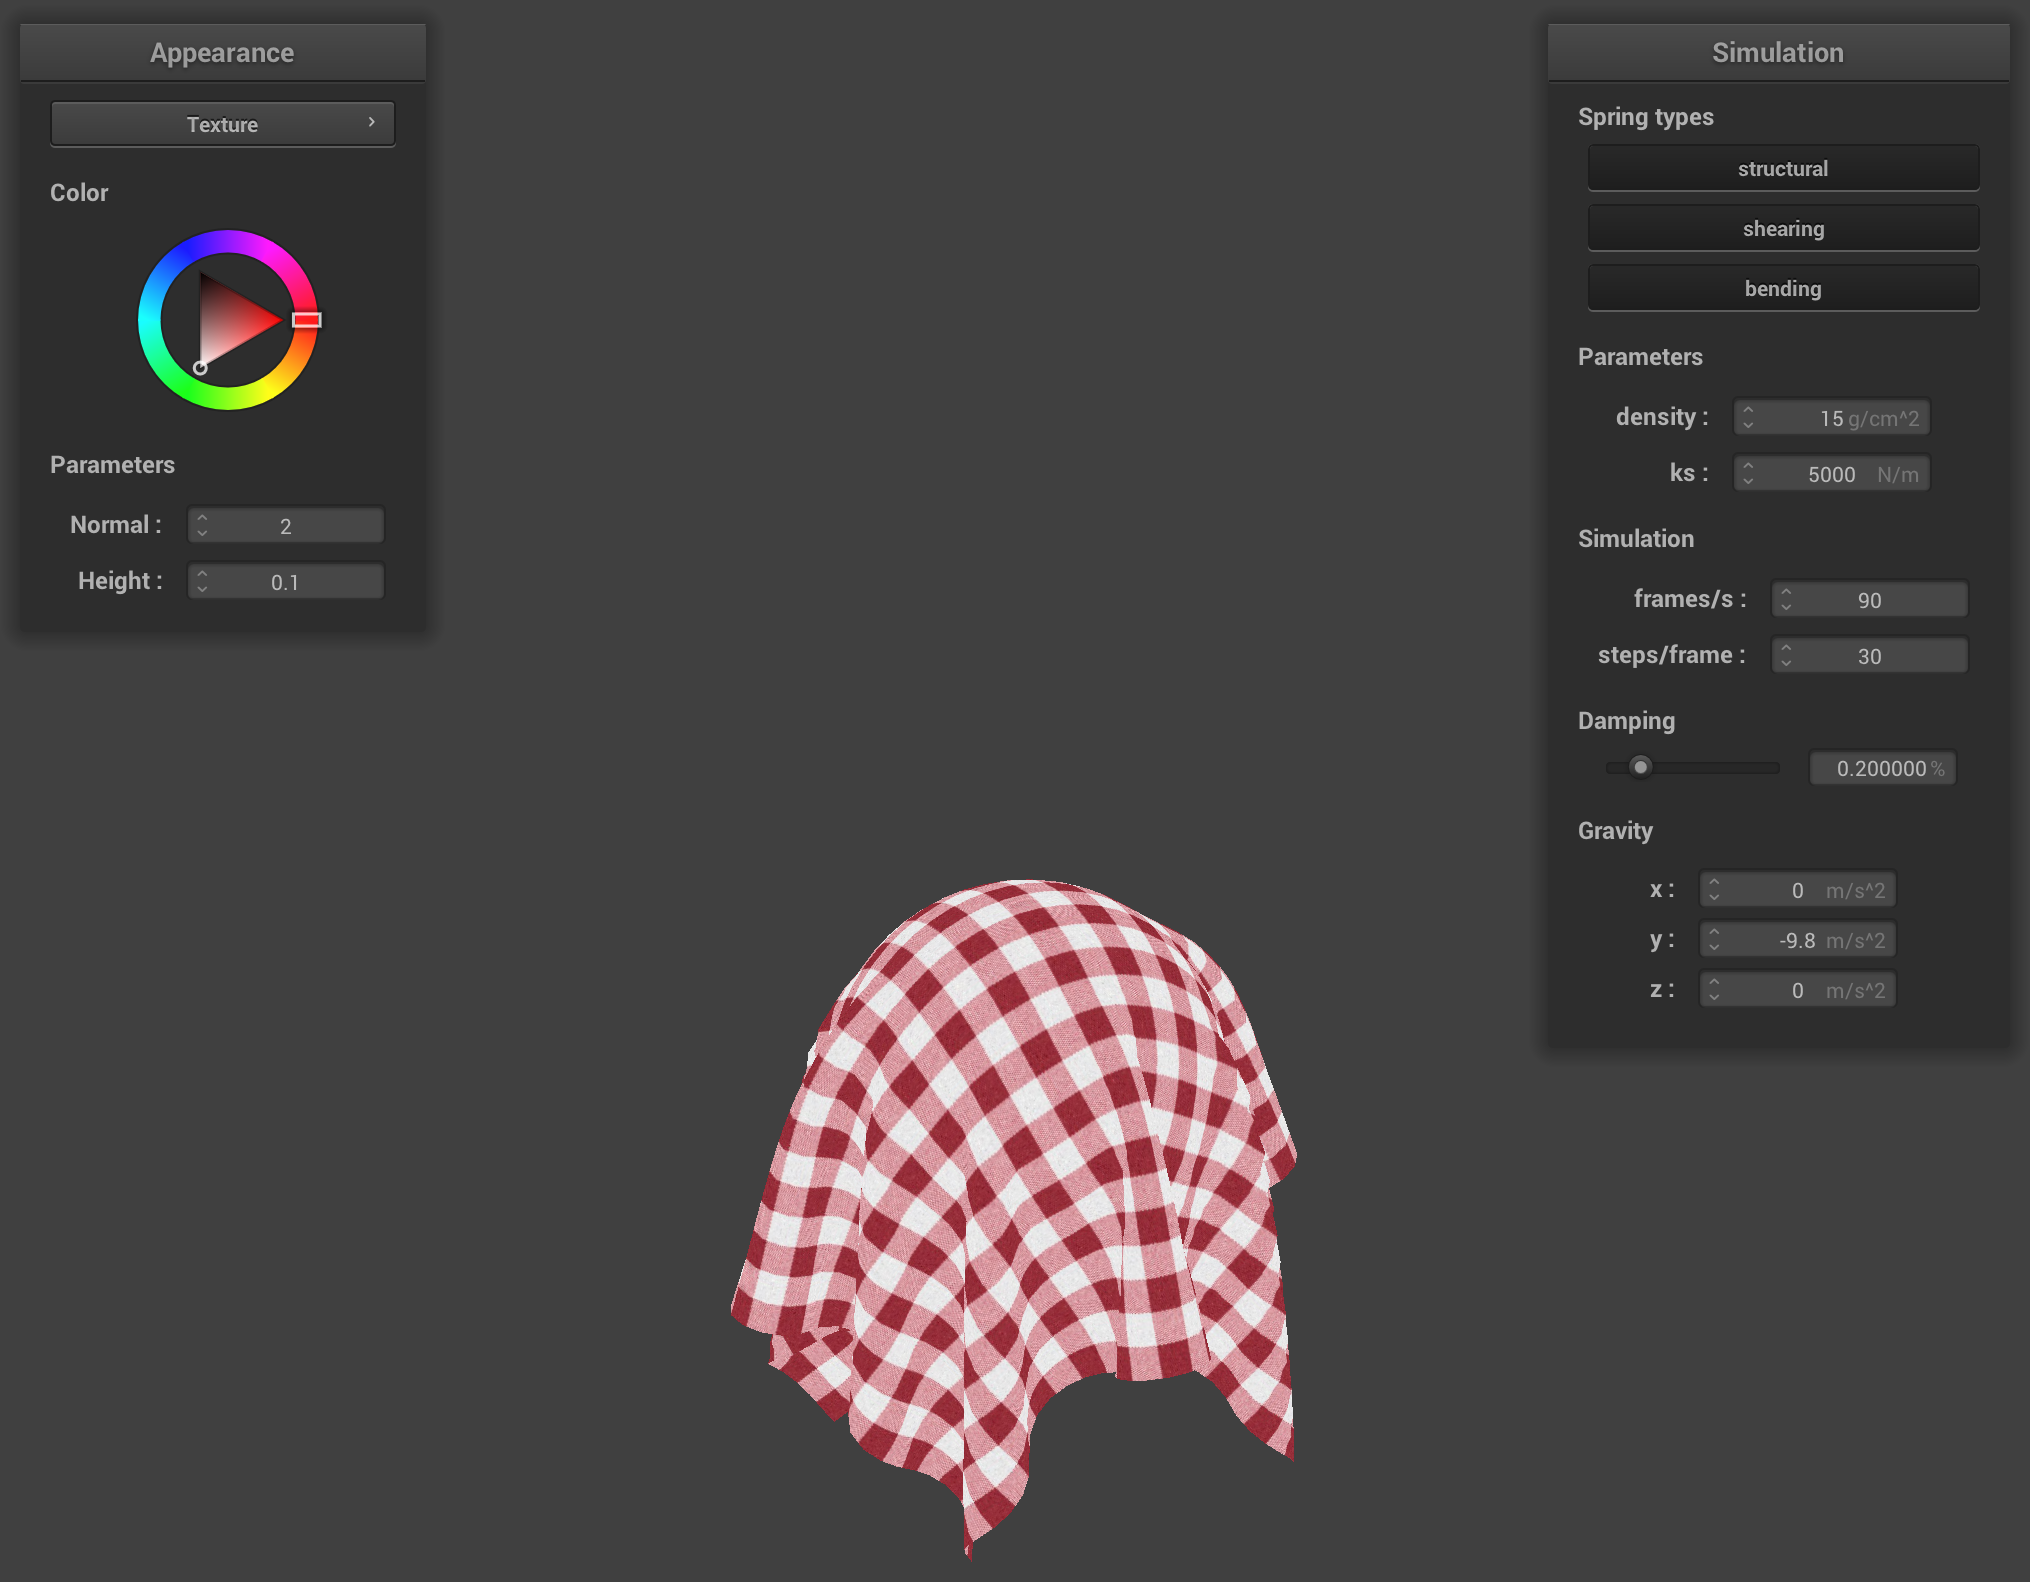 Appearance
Texture
Color
Parameters
Normal : 2
Height : 0.1
Simulation
Spring types
structural
shearing
bending
Parameters
density : 15 g/cm^2
ks : 5000 N/m
Simulation
frames/s : 90
steps/frame : 30
Damping
0.200000 %
Gravity
x : 0 m/s^2
y : -9.8 m/s^2
z : 0 m/s^2